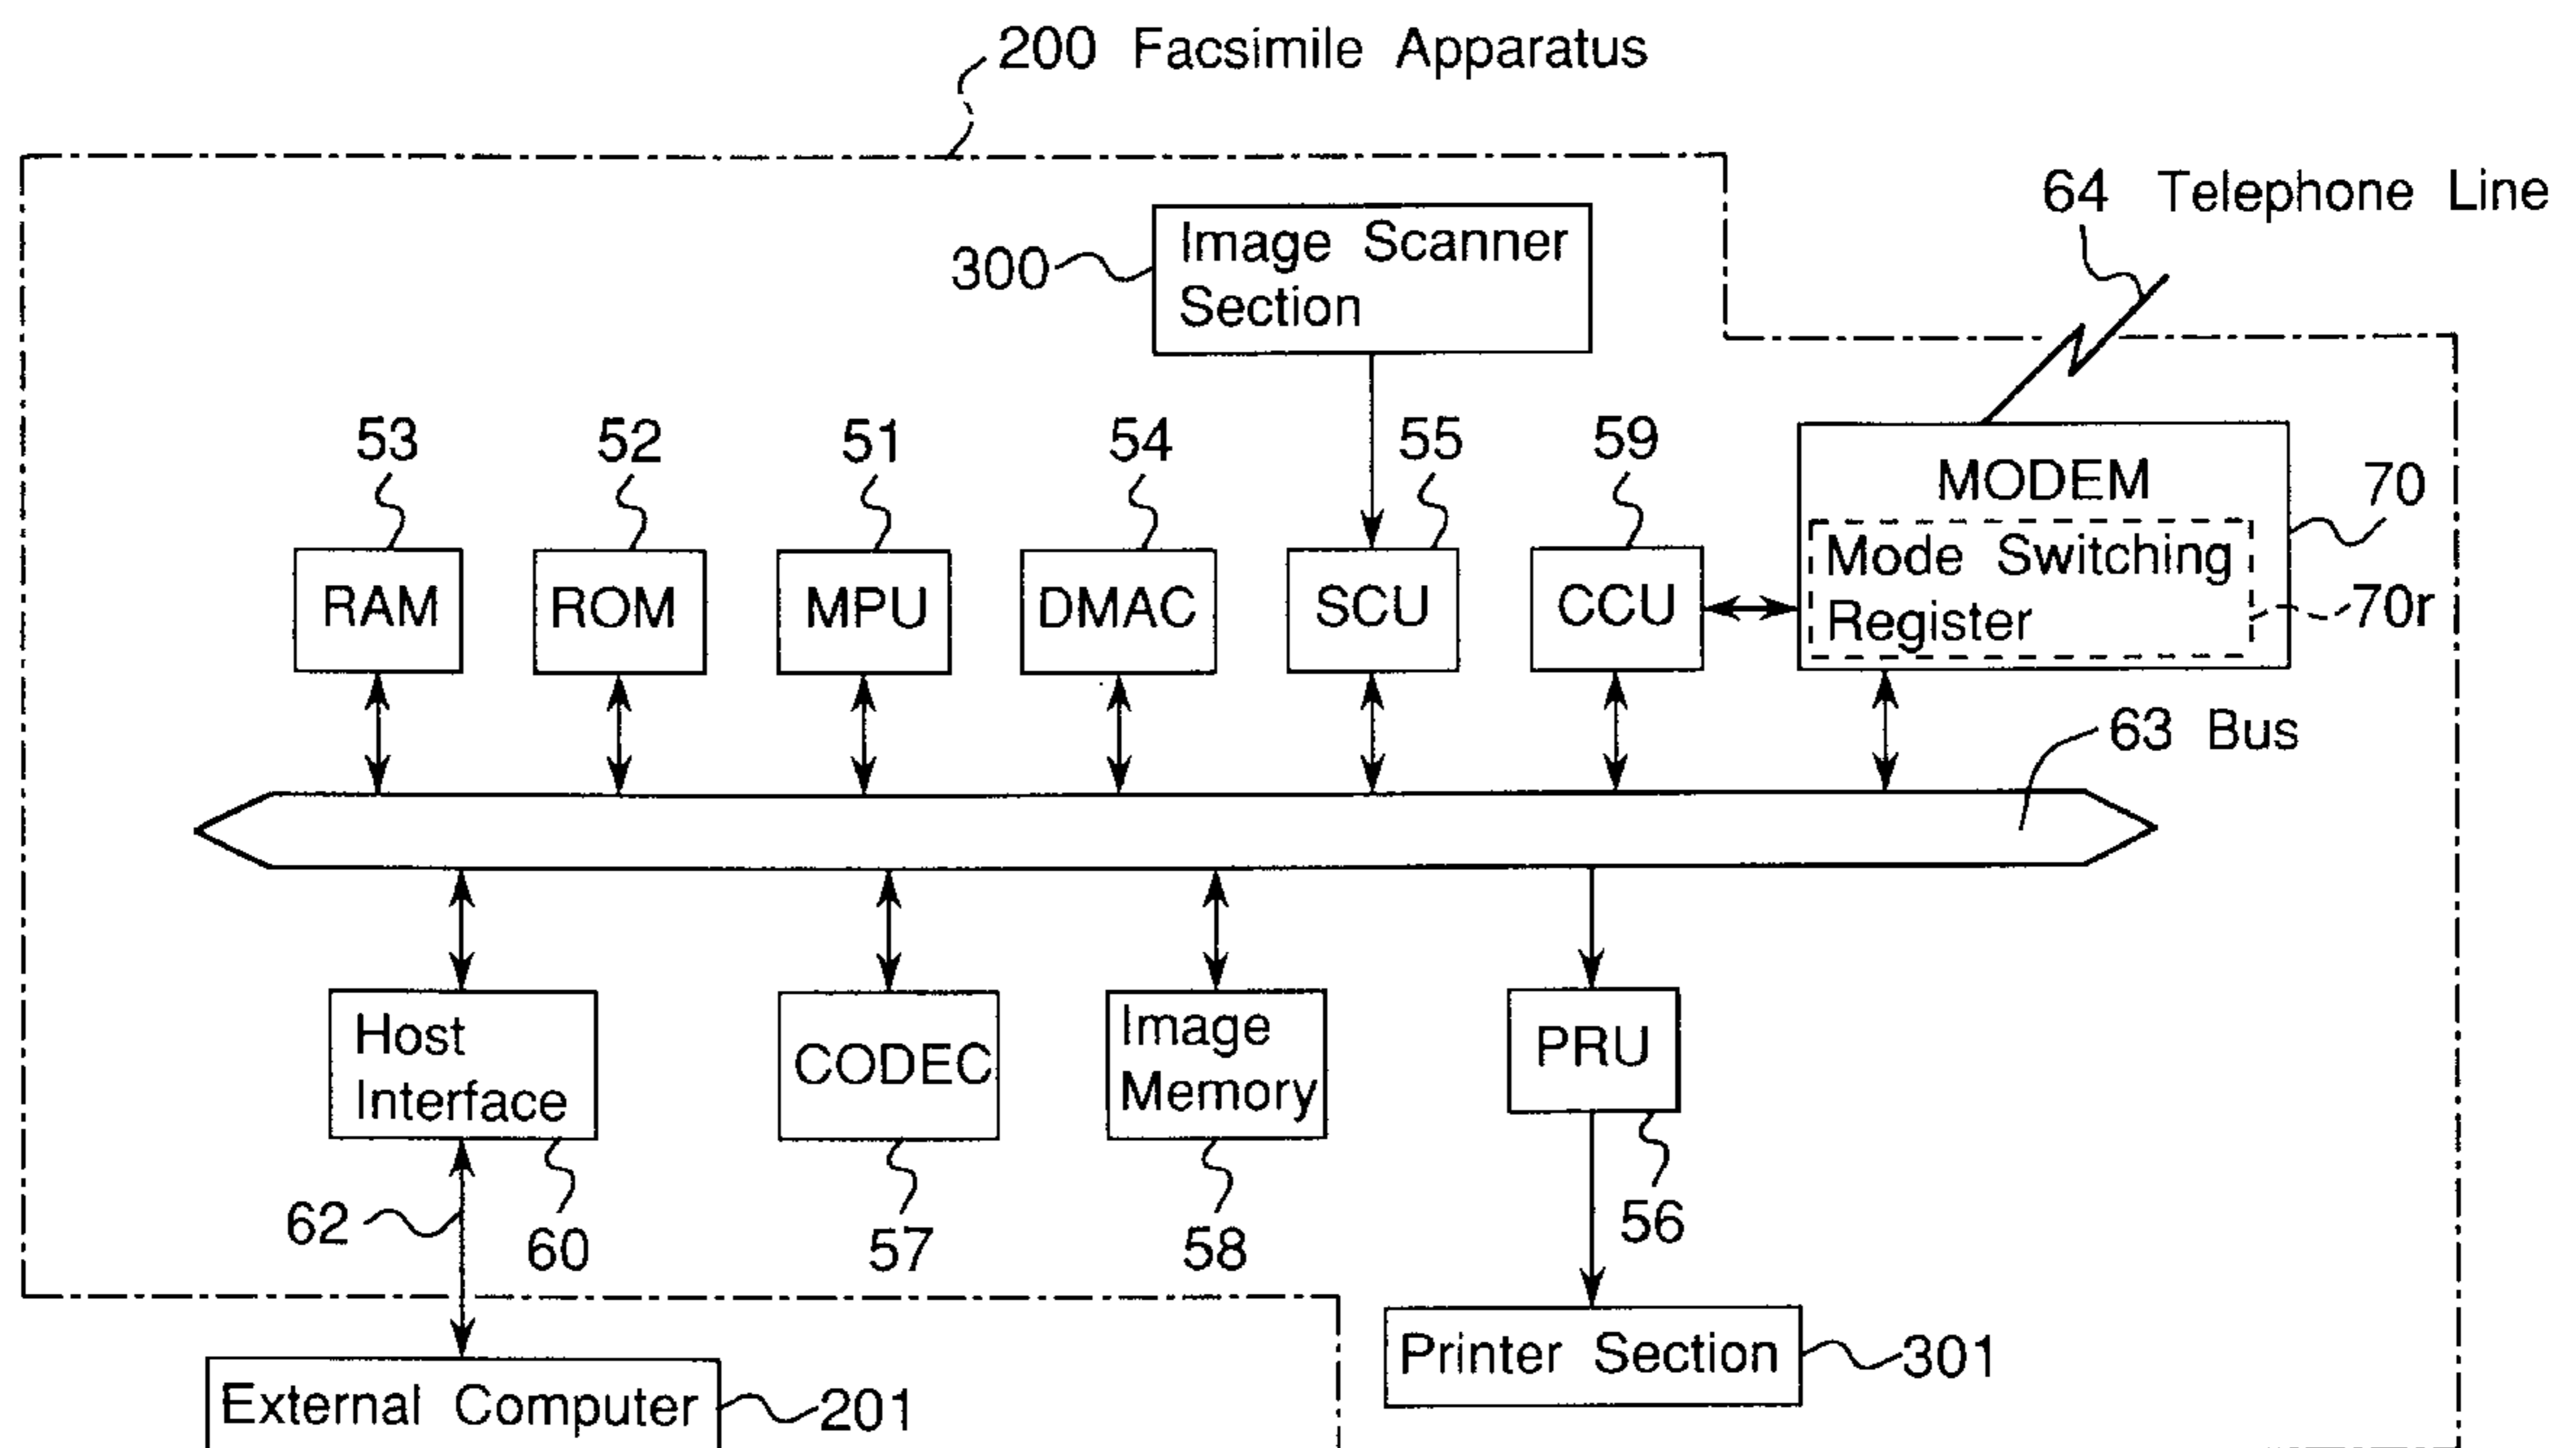 200 Facsimile Apparatus
64 Telephone Line
300
Image Scanner
Section
53
52
51
54
55
59
MODEM
70
Mode Switching
Register
70r
RAM
ROM
MPU
DMAC
SCU
CCU
63 Bus
Host
Interface
CODEC
Image
Memory
PRU
62
60
57
58
56
Printer Section
301
External Computer
201